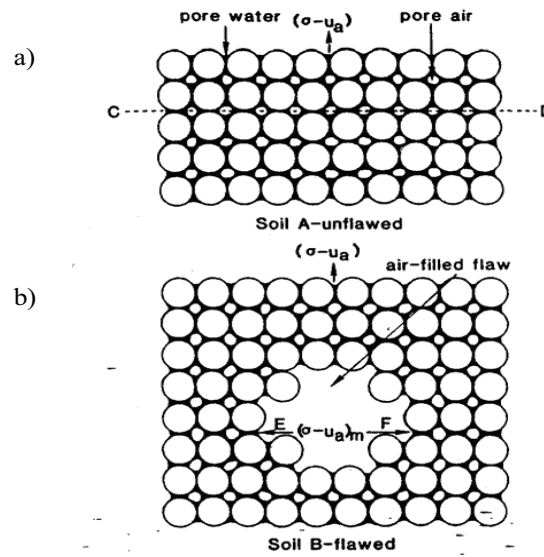 pore water (σ-uₐ) pore air
a)
C D
Soil A-unflawed
(σ-uₐ)
air-filled flaw
b)
E (σ-uₐ)ₘ F
Soil B-flawed